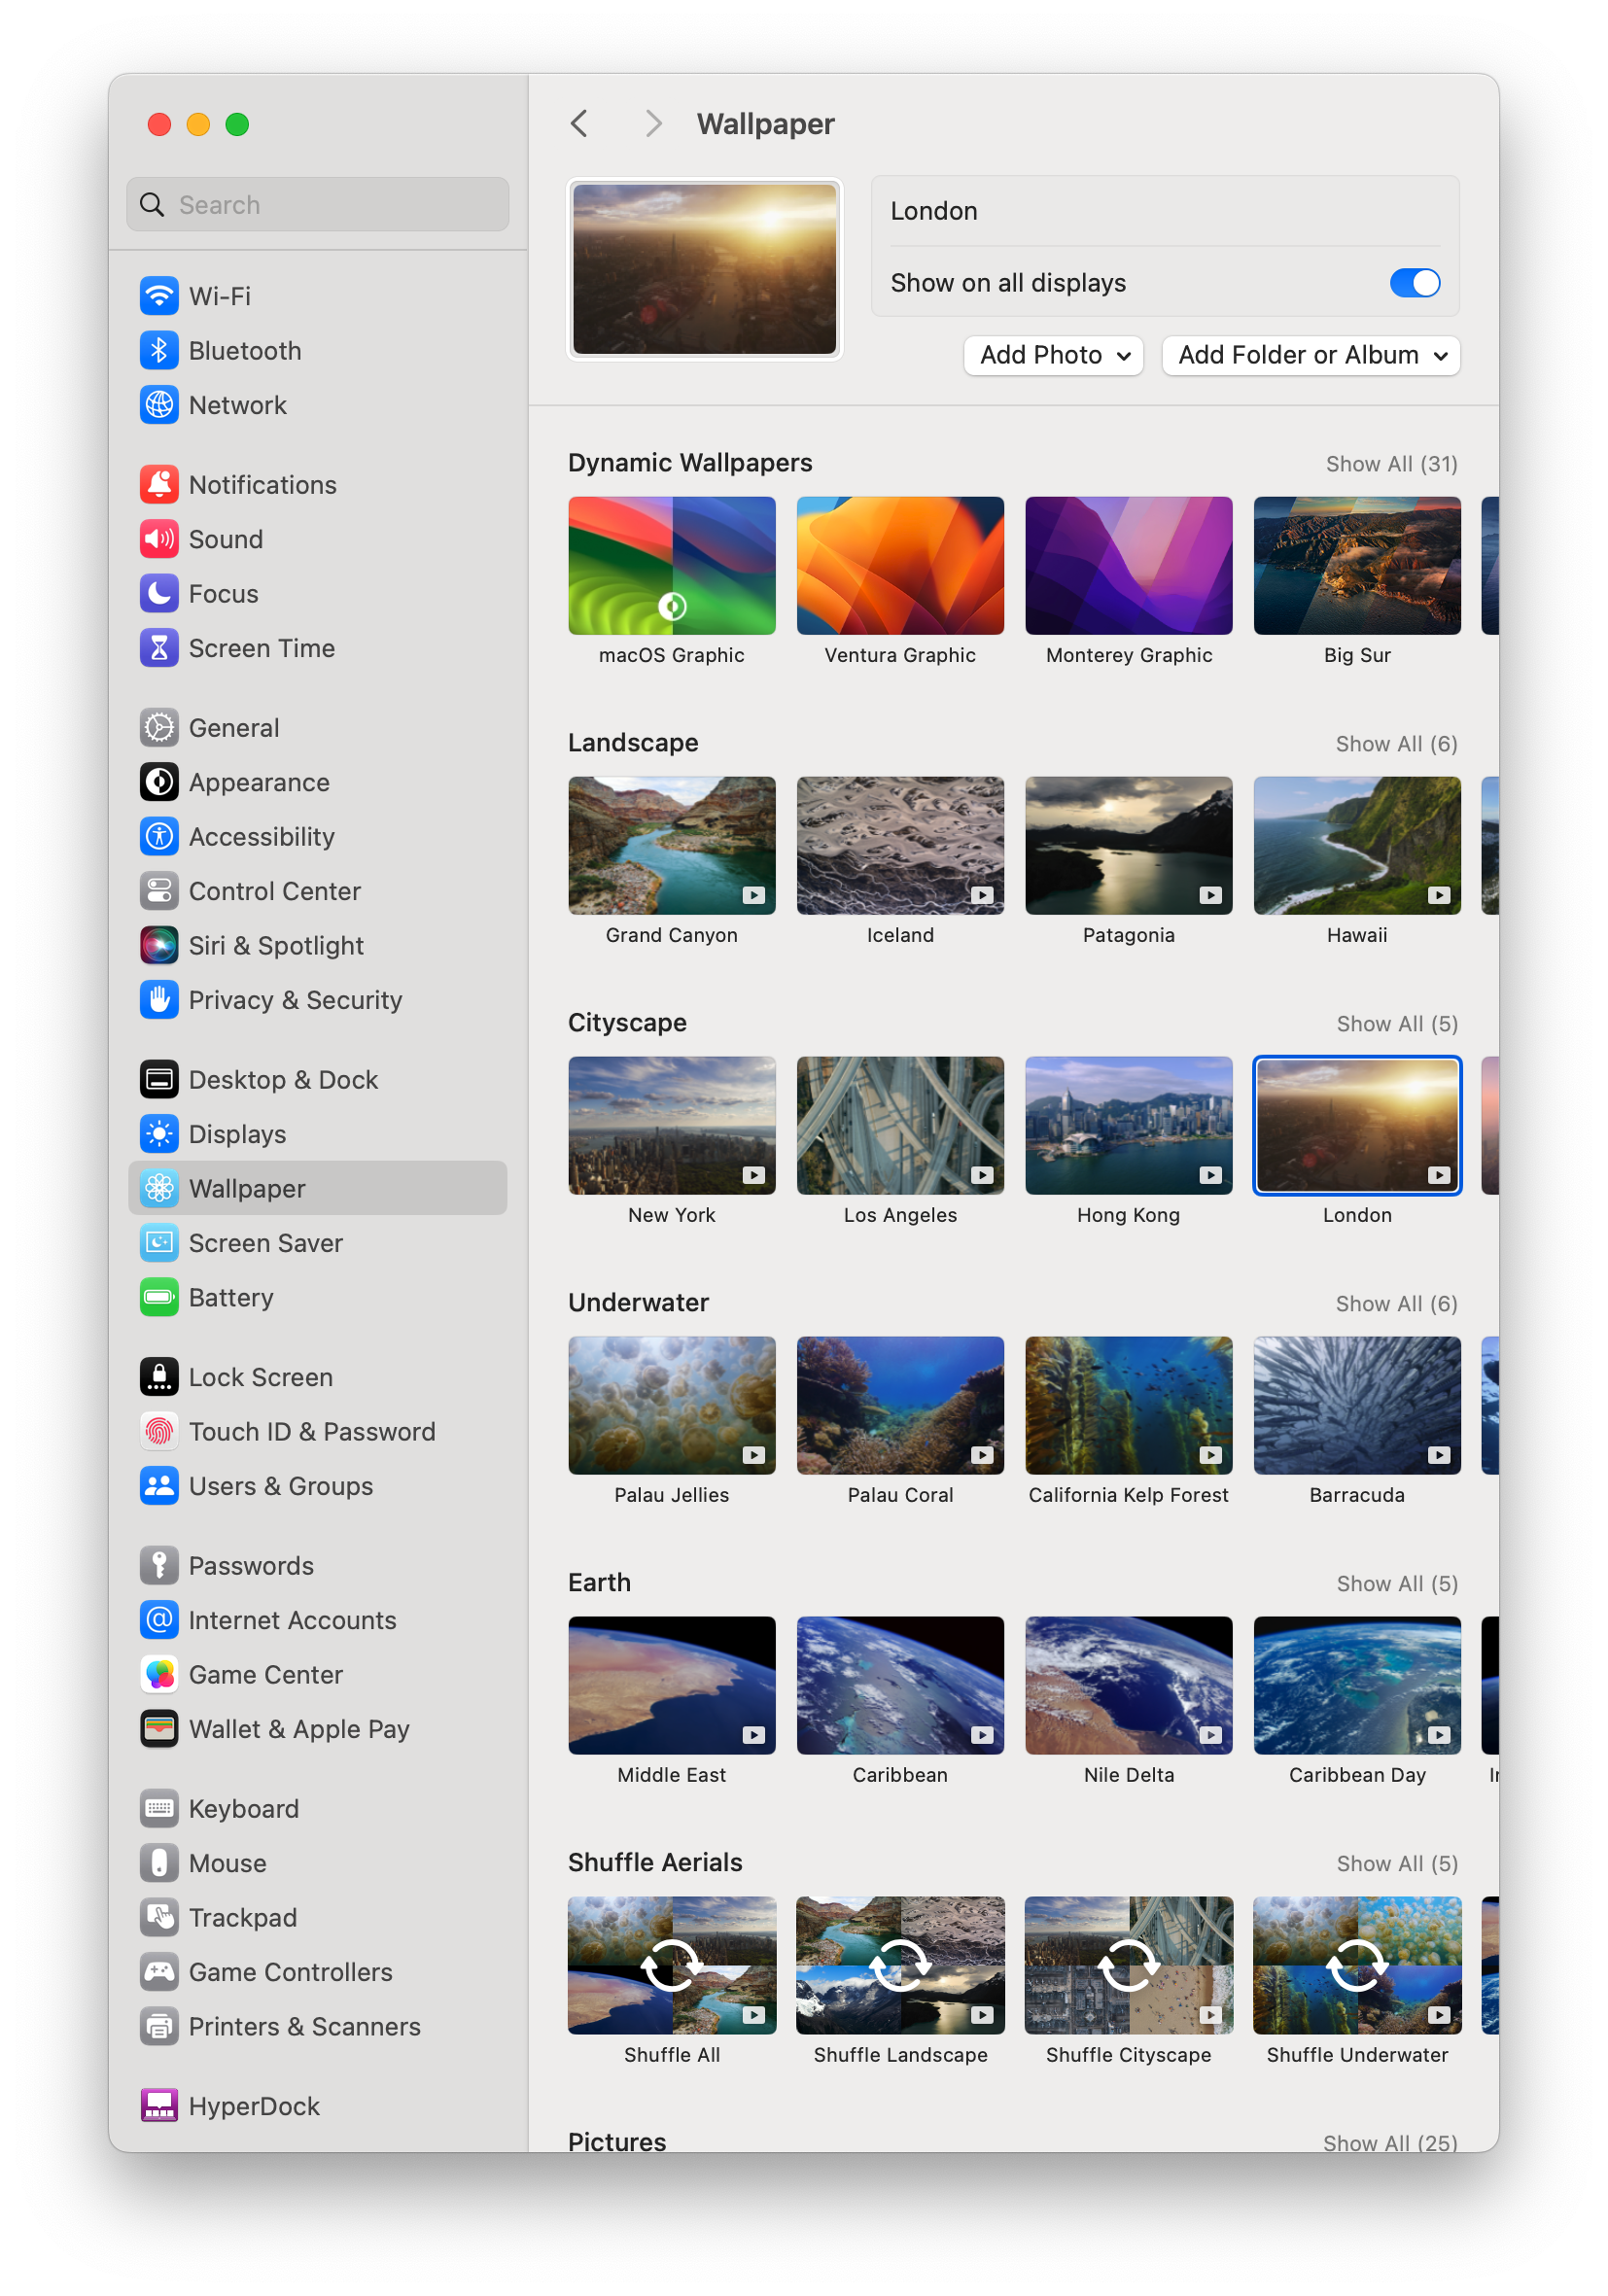 Search
Wi-Fi
Bluetooth
Network
Notifications
Sound
Focus
Screen Time
General
Appearance
Accessibility
Control Center
Siri & Spotlight
Privacy & Security
Desktop & Dock
Displays
Wallpaper
Screen Saver
Battery
Lock Screen
Touch ID & Password
Users & Groups
Passwords
Internet Accounts
Game Center
Wallet & Apple Pay
Keyboard
Mouse
Trackpad
Game Controllers
Printers & Scanners
HyperDock
Wallpaper
London
Show on all displays
Add Photo Add Folder or Album
Dynamic Wallpapers Show All (31)
macOS Graphic Ventura Graphic Monterey Graphic Big Sur
Landscape Show All (6)
Grand Canyon Iceland Patagonia Hawaii
Cityscape Show All (5)
New York Los Angeles Hong Kong London
Underwater Show All (6)
Palau Jellies Palau Coral California Kelp Forest Barracuda
Earth Show All (5)
Middle East Caribbean Nile Delta Caribbean Day
Shuffle Aerials Show All (5)
Shuffle All Shuffle Landscape Shuffle Cityscape Shuffle Underwater
Pictures Show All (25)